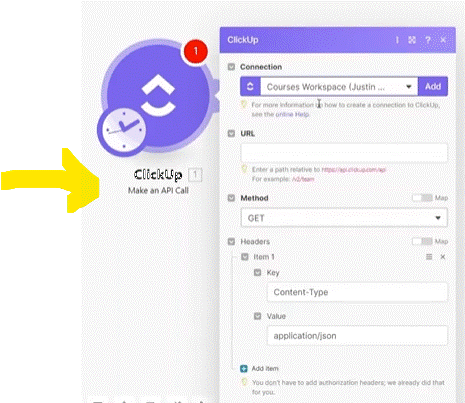 1
ClickUp 1
Make an API Call
ClickUp
Connection
Courses Workspace (Justin ...
Add
For more information on how to create a connection to ClickUp,
see the online Help.
URL
Enter a path relative to https://api.clickup.com/api
For example: /v2/team
Method
Map
GET
Headers
Map
Item 1
Key
Content-Type
Value
application/json
Add item
You don't have to add authorization headers; we already did that
for you.